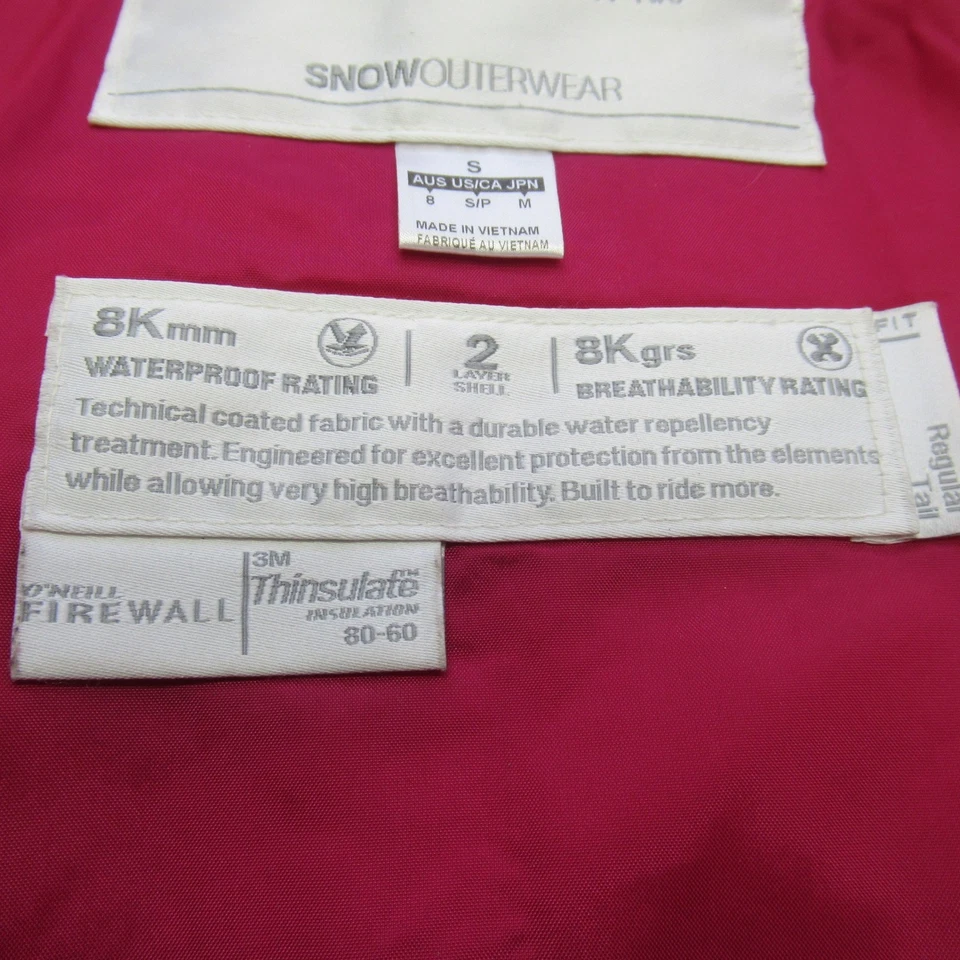 SNOWOUTERWEAR
S
AUS US/CA JPN
8 S/P M
MADE IN VIETNAM
FABRIQUÉ AU VIETNAM
8Kmm
WATERPROOF RATING
2
LAYER
SHELL
8Kgrs
BREATHABILITY RATING
Technical coated fabric with a durable water repellency
treatment. Engineered for excellent protection from the elements
while allowing very high breathability. Built to ride more.
FIT
Regular
Tail
O'NEILL
FIREWALL
3M
Thinsulate™
INSULATION
80-60